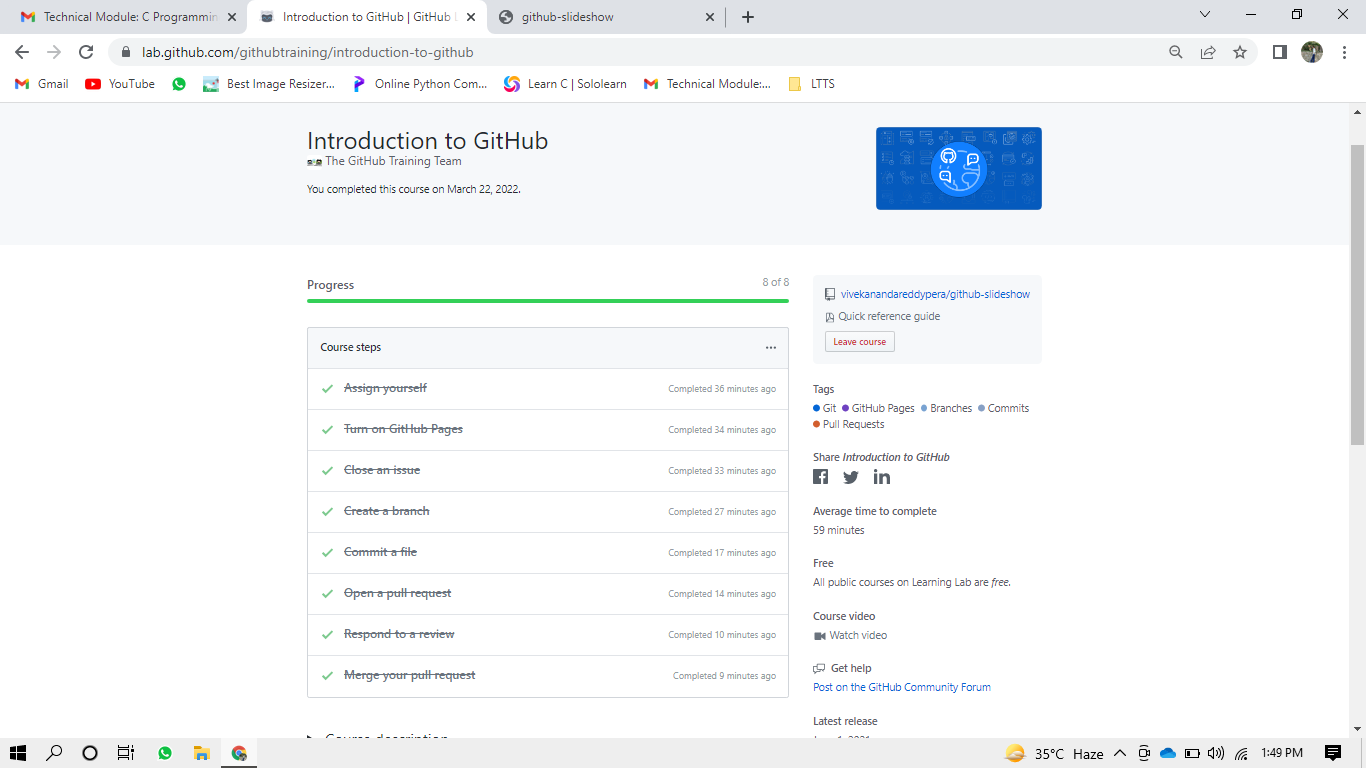 Technical Module: C Programmin
Introduction to GitHub | GitHub L
github-slideshow
lab.github.com/githubtraining/introduction-to-github
Gmail
YouTube
Best Image Resizer...
Online Python Com...
Learn C | Sololearn
Technical Module:...
LTTS
Introduction to GitHub
The GitHub Training Team
You completed this course on March 22, 2022.
Progress
8 of 8
Course steps
Assign yourself
Completed 36 minutes ago
Turn on GitHub Pages
Completed 34 minutes ago
Close an issue
Completed 33 minutes ago
Create a branch
Completed 27 minutes ago
Commit a file
Completed 17 minutes ago
Open a pull request
Completed 14 minutes ago
Respond to a review
Completed 10 minutes ago
Merge your pull request
Completed 9 minutes ago
Course description
vivekanandareddypera/github-slideshow
Quick reference guide
Leave course
Tags
Git GitHub Pages Branches Commits
Pull Requests
Share Introduction to GitHub
Average time to complete
59 minutes
Free
All public courses on Learning Lab are free.
Course video
Watch video
Get help
Post on the GitHub Community Forum
Latest release
35°C Haze
1:49 PM